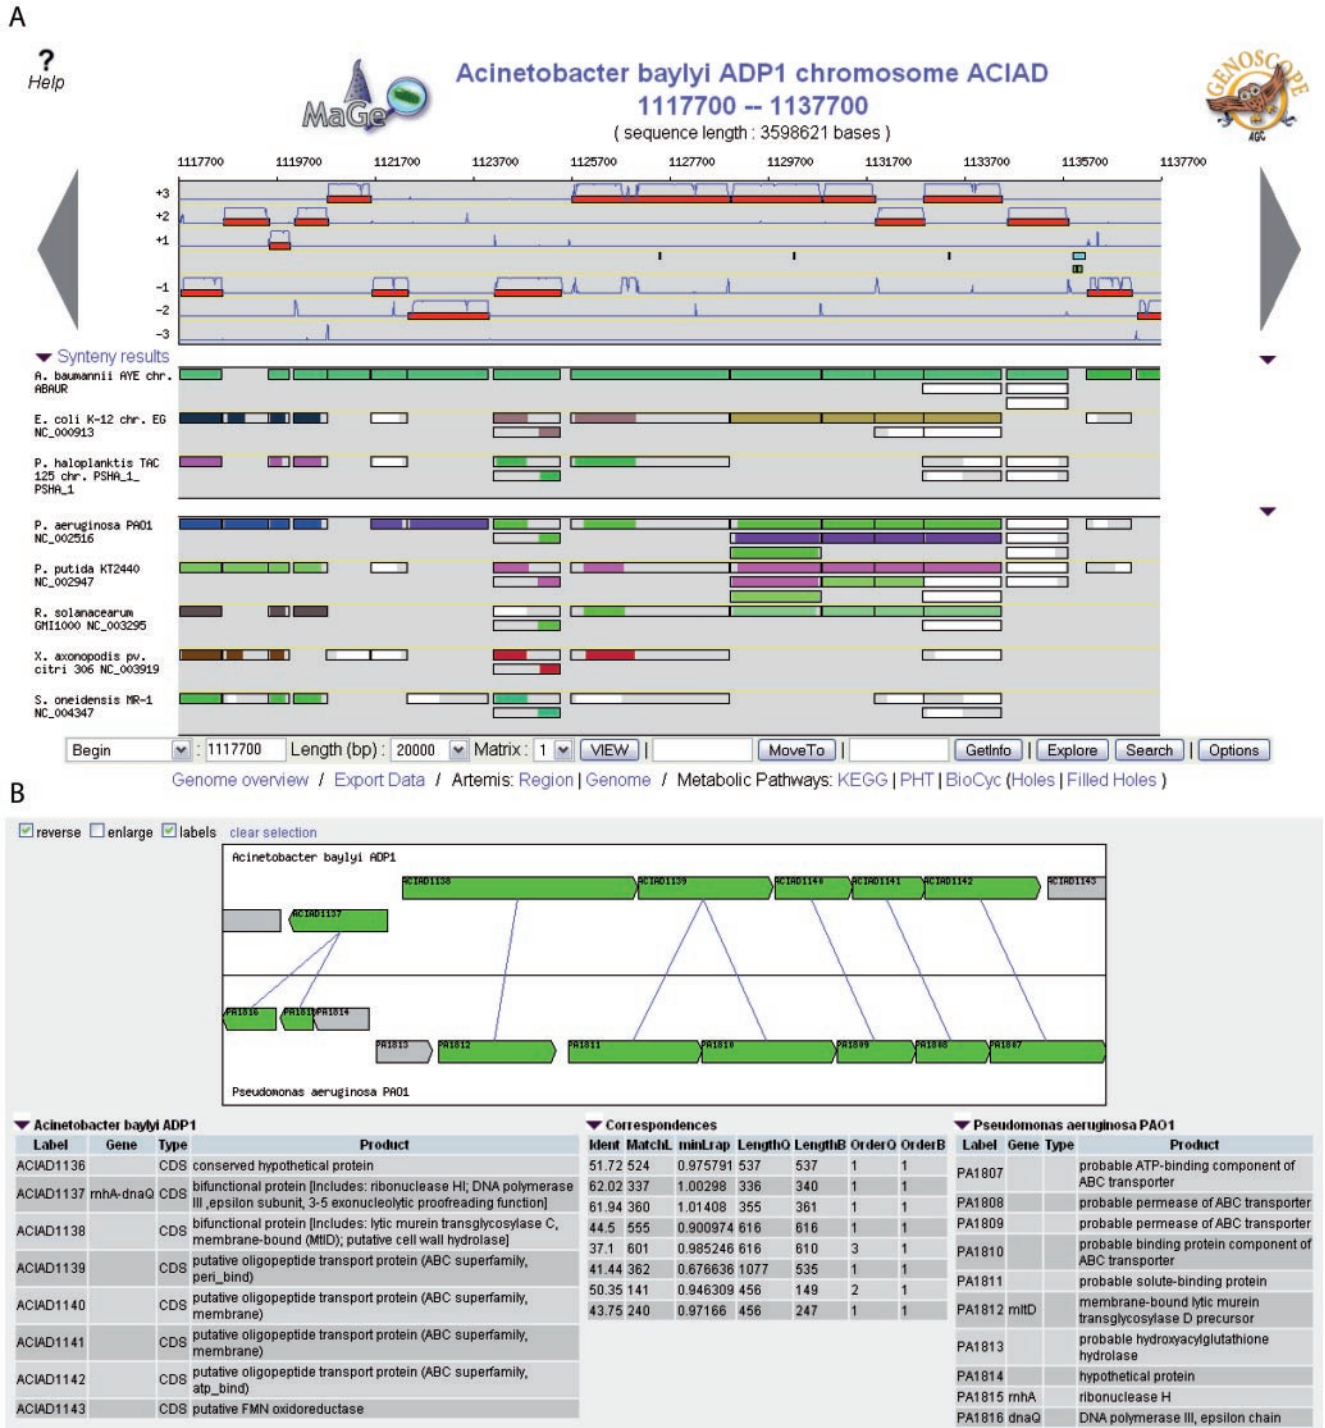 A
?
Help
MaGe
Acinetobacter baylyi ADP1 chromosome ACIAD
1117700 -- 1137700
( sequence length : 3598621 bases )
GENOSCOPE
AGC
1117700 1119700 1121700 1123700 1125700 1127700 1129700 1131700 1133700 1135700 1137700
+3
+2
+1
-1
-2
-3
Synteny results
A. baumannii AYE chr.
ABAUR
E. coli K-12 chr. EG
NC_000913
P. haloplanktis TAC
125 chr. PSHA_1_
PSHA_1
P. aeruginosa PAO1
NC_002516
P. putida KT2440
NC_002947
R. solanacearum
GMI1000 NC_003295
X. axonopodis pv.
citri 306 NC_003919
S. oneidensis MR-1
NC_004347
Begin : 1117700 Length (bp) : 20000 Matrix : 1 VIEW | MoveTo | GetInfo | Explore Search | Options
Genome overview / Export Data / Artemis: Region | Genome / Metabolic Pathways: KEGG | PHT | BioCyc (Holes | Filled Holes )
B
reverse enlarge labels clear selection
Acinetobacter baylyi ADP1
ACIAD1138 ACIAD1139 ACIAD1140 ACIAD1141 ACIAD1142 ACIAD1143
ACIAD1137
PA1816 PA1815 PA1814
PA1813 PA1812 PA1811 PA1810 PA1809 PA1808 PA1807
Pseudomonas aeruginosa PAO1
Acinetobacter baylyi ADP1
Label Gene Type Product
ACIAD1136 CDS conserved hypothetical protein
ACIAD1137 rnhA-dnaQ CDS bifunctional protein [Includes: ribonuclease HI; DNA polymerase
III ,epsilon subunit, 3-5 exonucleolytic proofreading function]
ACIAD1138 CDS bifunctional protein [Includes: lytic murein transglycosylase C,
membrane-bound (MtlD); putative cell wall hydrolase]
ACIAD1139 CDS putative oligopeptide transport protein (ABC superfamily,
peri_bind)
ACIAD1140 CDS putative oligopeptide transport protein (ABC superfamily,
membrane)
ACIAD1141 CDS putative oligopeptide transport protein (ABC superfamily,
membrane)
ACIAD1142 CDS putative oligopeptide transport protein (ABC superfamily,
atp_bind)
ACIAD1143 CDS putative FMN oxidoreductase
Correspondences
Ident MatchL minLrap LengthQ LengthB OrderQ OrderB
51.72 524 0.975791 537 537 1 1
62.02 337 1.00298 336 340 1 1
61.94 360 1.01408 355 361 1 1
44.5 555 0.900974 616 616 1 1
37.1 601 0.985246 616 610 3 1
41.44 362 0.676636 1077 535 1 1
50.35 141 0.946309 456 149 2 1
43.75 240 0.97166 456 247 1 1
Pseudomonas aeruginosa PAO1
Label Gene Type Product
PA1807 probable ATP-binding component of
ABC transporter
PA1808 probable permease of ABC transporter
PA1809 probable permease of ABC transporter
PA1810 probable binding protein component of
ABC transporter
PA1811 probable solute-binding protein
PA1812 mltD membrane-bound lytic murein
transglycosylase D precursor
PA1813 probable hydroxyacylglutathione
hydrolase
PA1814 hypothetical protein
PA1815 rnhA ribonuclease H
PA1816 dnaQ DNA polymerase III, epsilon chain